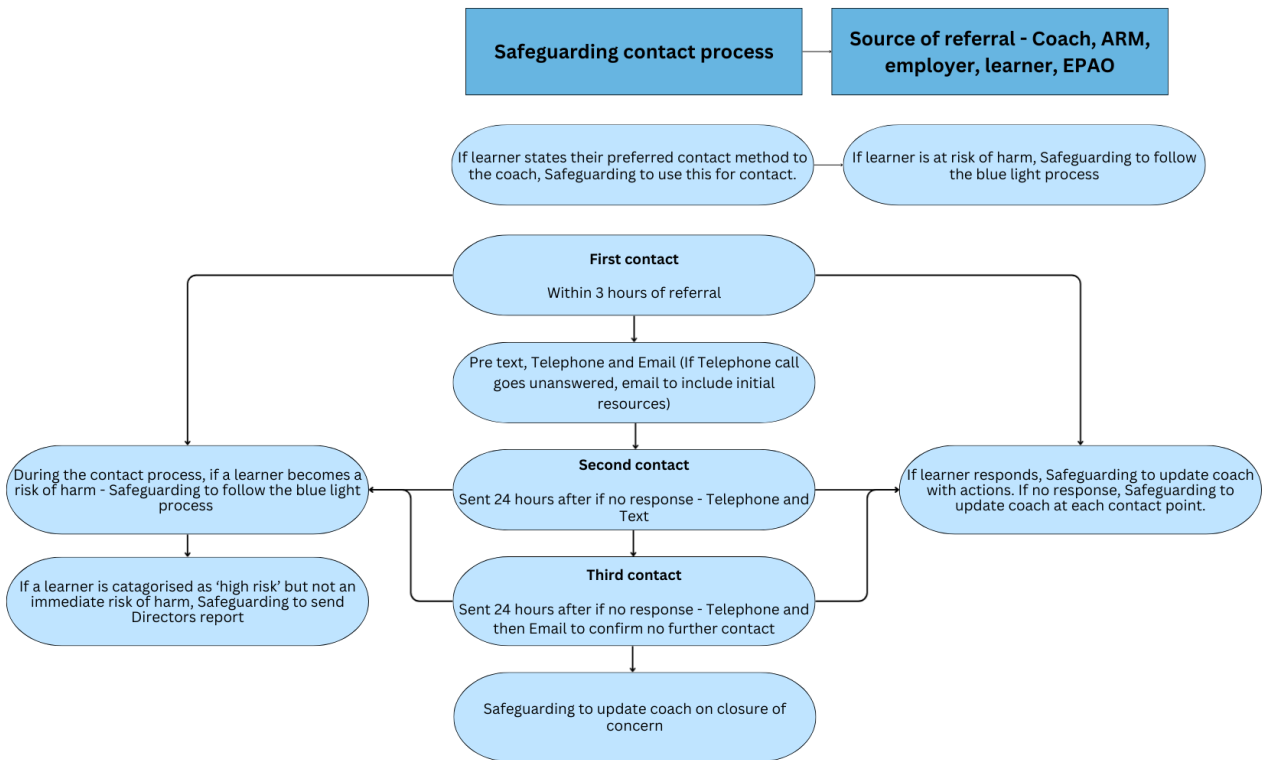 Safeguarding contact process
Source of referral - Coach, ARM,
employer, learner, EPAO
If learner states their preferred contact method to
the coach, Safeguarding to use this for contact.
If learner is at risk of harm, Safeguarding to follow
the blue light process
First contact
Within 3 hours of referral
Pre text, Telephone and Email (If Telephone call
goes unanswered, email to include initial
resources)
During the contact process, if a learner becomes a
risk of harm - Safeguarding to follow the blue light
process
Second contact
Sent 24 hours after if no response - Telephone and
Text
If learner responds, Safeguarding to update coach
with actions. If no response, Safeguarding to
update coach at each contact point.
If a learner is catagorised as ‘high risk’ but not an
immediate risk of harm, Safeguarding to send
Directors report
Third contact
Sent 24 hours after if no response - Telephone and
then Email to confirm no further contact
Safeguarding to update coach on closure of
concern